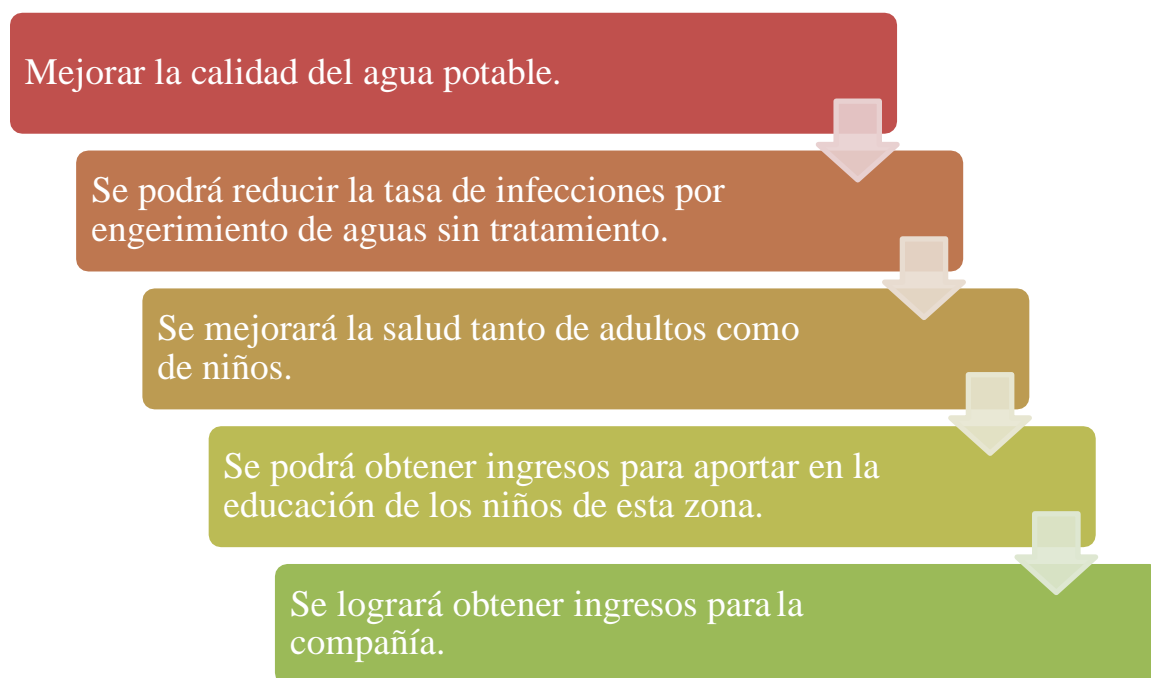 Mejorar la calidad del agua potable.
Se podrá reducir la tasa de infecciones por
engerimiento de aguas sin tratamiento.
Se mejorará la salud tanto de adultos como
de niños.
Se podrá obtener ingresos para aportar en la
educación de los niños de esta zona.
Se logrará obtener ingresos para la
compañía.